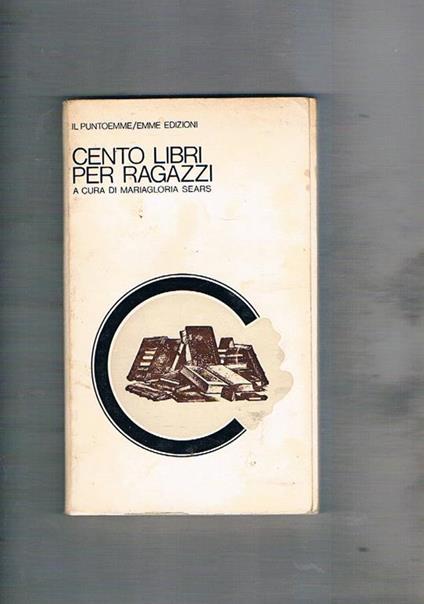 IL PUNTOEMME/EMME EDIZIONI
CENTO LIBRI
PER RAGAZZI
A CURA DI MARIAGLORIA SEARS